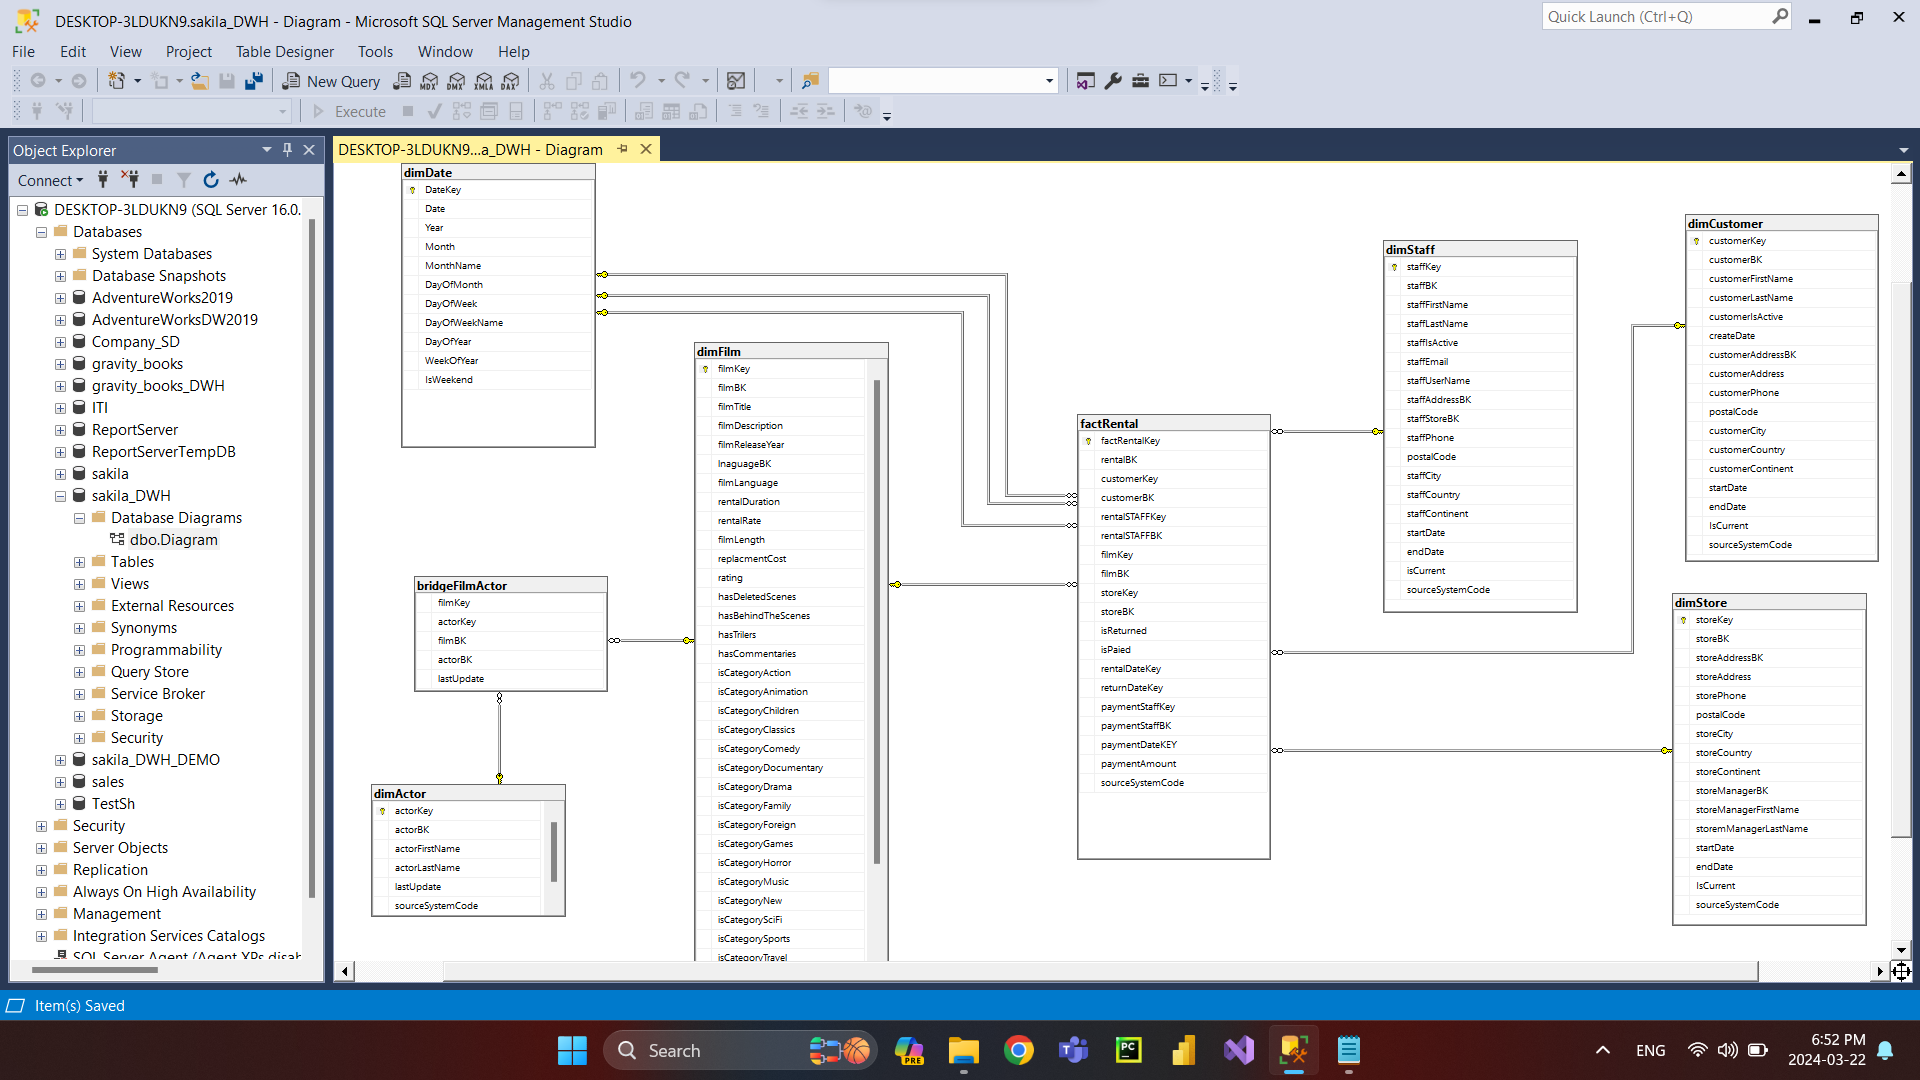 DESKTOP-3LDUKN9.sakila_DWH - Diagram - Microsoft SQL Server Management Studio
Quick Launch (Ctrl+Q)
File Edit View Project Table Designer Tools Window Help
New Query
MDX DMX XMLA DAX
Execute
Object Explorer
Connect
DESKTOP-3LDUKN9 (SQL Server 16.0.
Databases
System Databases
Database Snapshots
AdventureWorks2019
AdventureWorksDW2019
Company_SD
gravity_books
gravity_books_DWH
ITI
ReportServer
ReportServerTempDB
sakila
sakila_DWH
Database Diagrams
dbo.Diagram
Tables
Views
External Resources
Synonyms
Programmability
Query Store
Service Broker
Storage
Security
sakila_DWH_DEMO
sales
TestSh
Security
Server Objects
Replication
Always On High Availability
Management
Integration Services Catalogs
SQL Server Agent (Agent XPs disab
DESKTOP-3LDUKN9...a_DWH - Diagram
dimDate
DateKey
Date
Year
Month
MonthName
DayOfMonth
DayOfWeek
DayOfWeekName
DayOfYear
WeekOfYear
IsWeekend
bridgeFilmActor
filmKey
actorKey
filmBK
actorBK
lastUpdate
dimActor
actorKey
actorBK
actorFirstName
actorLastName
lastUpdate
sourceSystemCode
dimFilm
filmKey
filmBK
filmTitle
filmDescription
filmReleaseYear
lnaguageBK
filmLanguage
rentalDuration
rentalRate
filmLength
replacmentCost
rating
hasDeletedScenes
hasBehindTheScenes
hasTrilers
hasCommentaries
isCategoryAction
isCategoryAnimation
isCategoryChildren
isCategoryClassics
isCategoryComedy
isCategoryDocumentary
isCategoryDrama
isCategoryFamily
isCategoryForeign
isCategoryGames
isCategoryHorror
isCategoryMusic
isCategoryNew
isCategorySciFi
isCategorySports
isCategoryTravel
factRental
factRentalKey
rentalBK
customerKey
customerBK
rentalSTAFFKey
rentalSTAFFBK
filmKey
filmBK
storeKey
storeBK
isReturned
isPaied
rentalDateKey
returnDateKey
paymentStaffKey
paymentStaffBK
paymentDateKEY
paymentAmount
sourceSystemCode
dimStaff
staffKey
staffBK
staffFirstName
staffLastName
staffIsActive
staffEmail
staffUserName
staffAddressBK
staffStoreBK
staffPhone
postalCode
staffCity
staffCountry
staffContinent
startDate
endDate
isCurrent
sourceSystemCode
dimCustomer
customerKey
customerBK
customerFirstName
customerLastName
customerIsActive
createDate
customerAddressBK
customerAddress
customerPhone
postalCode
customerCity
customerCountry
customerContinent
startDate
endDate
IsCurrent
sourceSystemCode
dimStore
storeKey
storeBK
storeAddressBK
storeAddress
storePhone
postalCode
storeCity
storeCountry
storeContinent
storeManagerBK
storeManagerFirstName
storemManagerLastName
startDate
endDate
IsCurrent
sourceSystemCode
Item(s) Saved
Search
PRE
PC
ENG
6:52 PM
2024-03-22